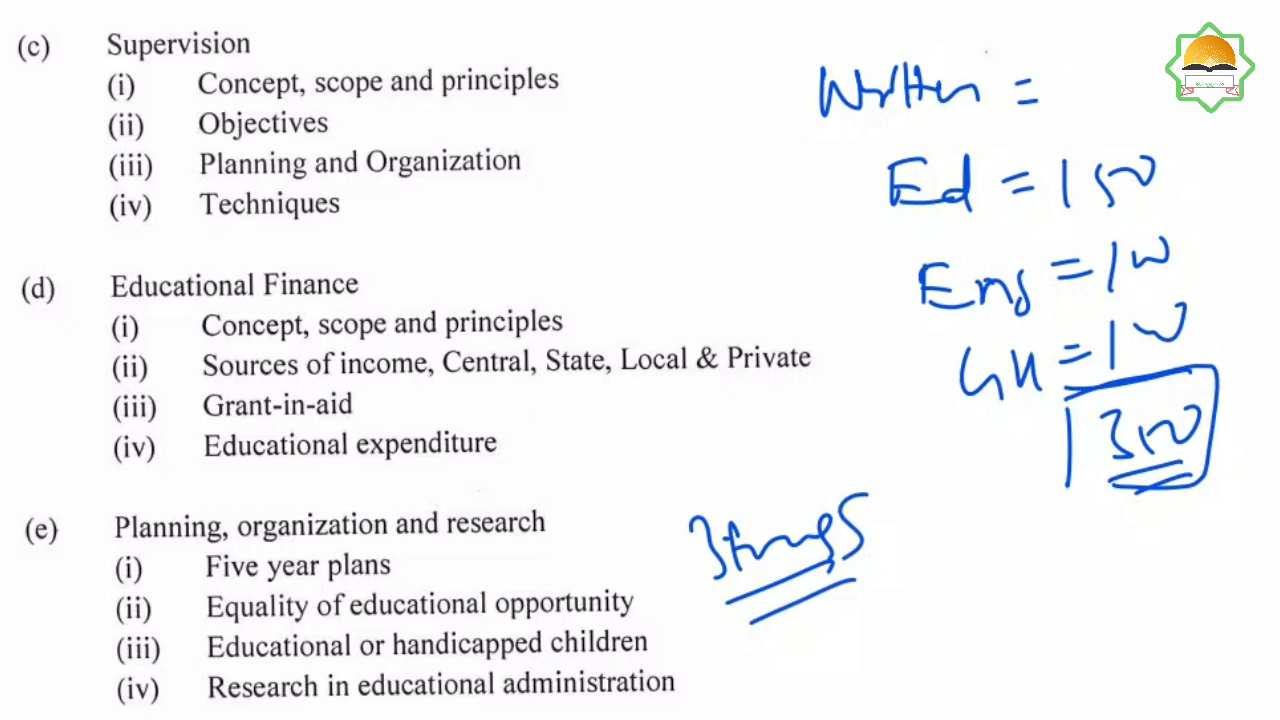 (c) Supervision
(i) Concept, scope and principles
(ii) Objectives
(iii) Planning and Organization
(iv) Techniques
(d) Educational Finance
(i) Concept, scope and principles
(ii) Sources of income, Central, State, Local & Private
(iii) Grant-in-aid
(iv) Educational expenditure
(e) Planning, organization and research
(i) Five year plans
(ii) Equality of educational opportunity
(iii) Educational or handicapped children
(iv) Research in educational administration
Written =
Ed = 150
Eng = 100
GK = 100
350